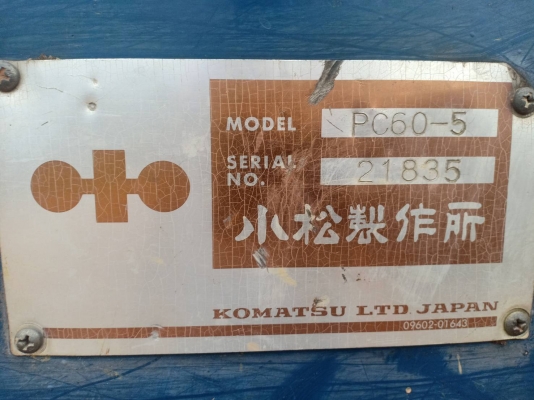 MODEL PC60-5
SERIAL NO. 21835
小松製作所
KOMATSU LTD. JAPAN
09602-01643